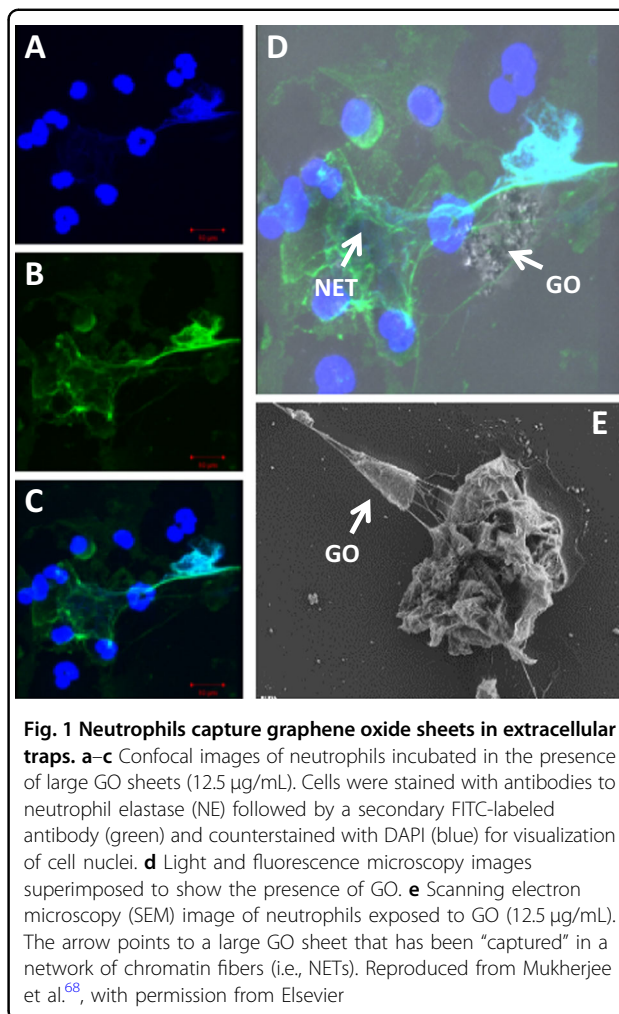 A
D
NET
GO
B
C
E
GO
Fig. 1 Neutrophils capture graphene oxide sheets in extracellular
traps. a–c Confocal images of neutrophils incubated in the presence
of large GO sheets (12.5 µg/mL). Cells were stained with antibodies to
neutrophil elastase (NE) followed by a secondary FITC-labeled
antibody (green) and counterstained with DAPI (blue) for visualization
of cell nuclei. d Light and fluorescence microscopy images
superimposed to show the presence of GO. e Scanning electron
microscopy (SEM) image of neutrophils exposed to GO (12.5 µg/mL).
The arrow points to a large GO sheet that has been “captured” in a
network of chromatin fibers (i.e., NETs). Reproduced from Mukherjee
et al.68, with permission from Elsevier